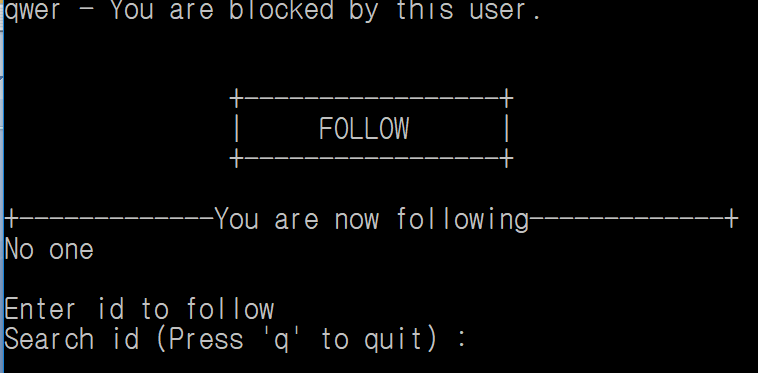 qwer - You are blocked by this user.
+-----------------+
|     FOLLOW      |
+-----------------+
+-------------You are now following-------------+
No one
Enter id to follow
Search id (Press 'q' to quit) :